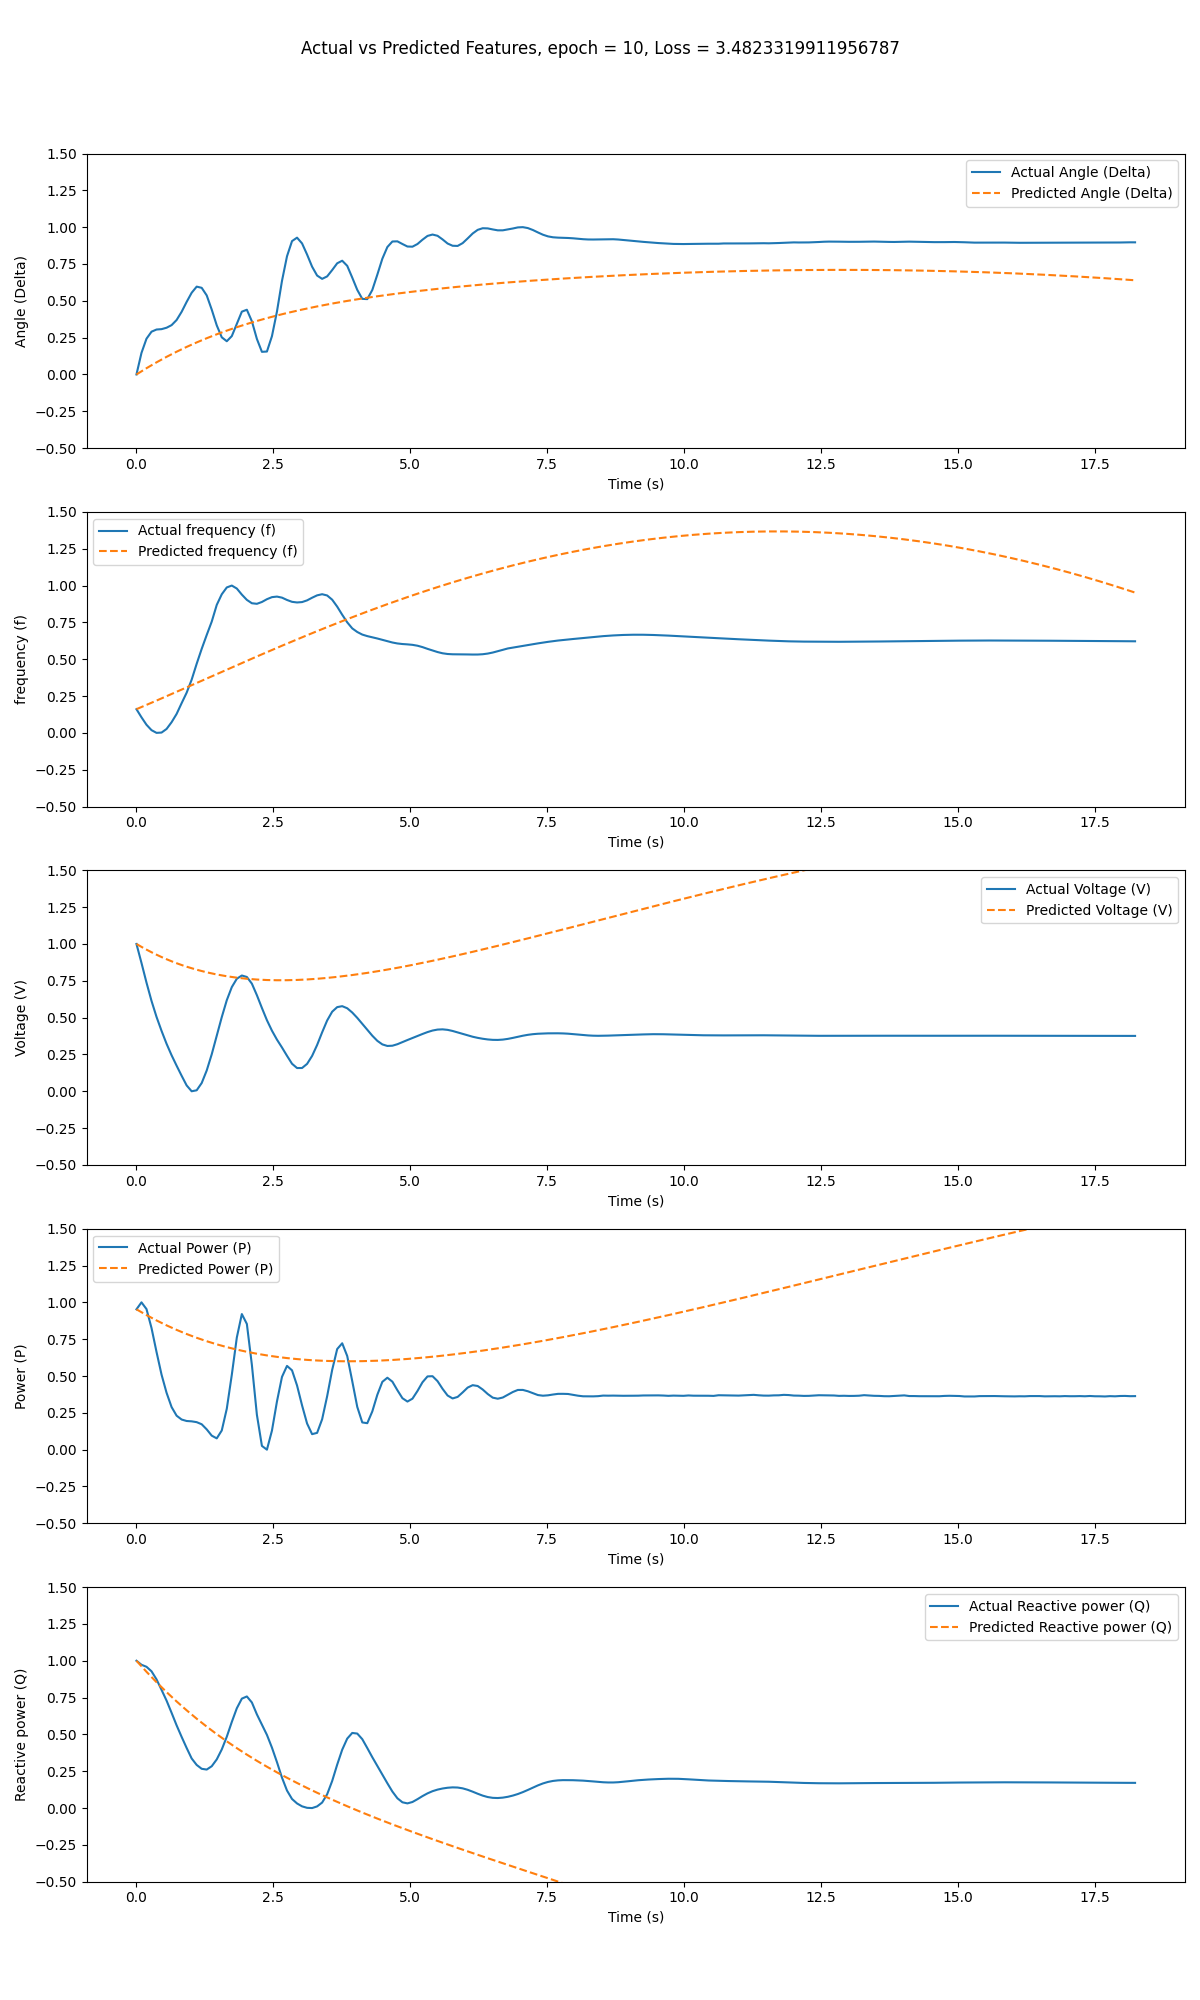 Actual vs Predicted Features, epoch = 10, Loss = 3.4823319911956787
1.50
1.25
1.00
0.75
0.50
0.25
0.00
−0.25
−0.50
Angle (Delta)
Actual Angle (Delta)
Predicted Angle (Delta)
0.0 2.5 5.0 7.5 10.0 12.5 15.0 17.5
Time (s)
1.50
1.25
1.00
0.75
0.50
0.25
0.00
−0.25
−0.50
frequency (f)
Actual frequency (f)
Predicted frequency (f)
0.0 2.5 5.0 7.5 10.0 12.5 15.0 17.5
Time (s)
1.50
1.25
1.00
0.75
0.50
0.25
0.00
−0.25
−0.50
Voltage (V)
Actual Voltage (V)
Predicted Voltage (V)
0.0 2.5 5.0 7.5 10.0 12.5 15.0 17.5
Time (s)
1.50
1.25
1.00
0.75
0.50
0.25
0.00
−0.25
−0.50
Power (P)
Actual Power (P)
Predicted Power (P)
0.0 2.5 5.0 7.5 10.0 12.5 15.0 17.5
Time (s)
1.50
1.25
1.00
0.75
0.50
0.25
0.00
−0.25
−0.50
Reactive power (Q)
Actual Reactive power (Q)
Predicted Reactive power (Q)
0.0 2.5 5.0 7.5 10.0 12.5 15.0 17.5
Time (s)